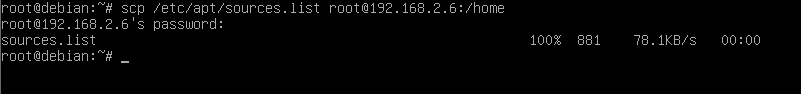 root@debian:~# scp /etc/apt/sources.list root@192.168.2.6:/home
root@192.168.2.6's password:
sources.list 100% 881 78.1KB/s 00:00
root@debian:~# _